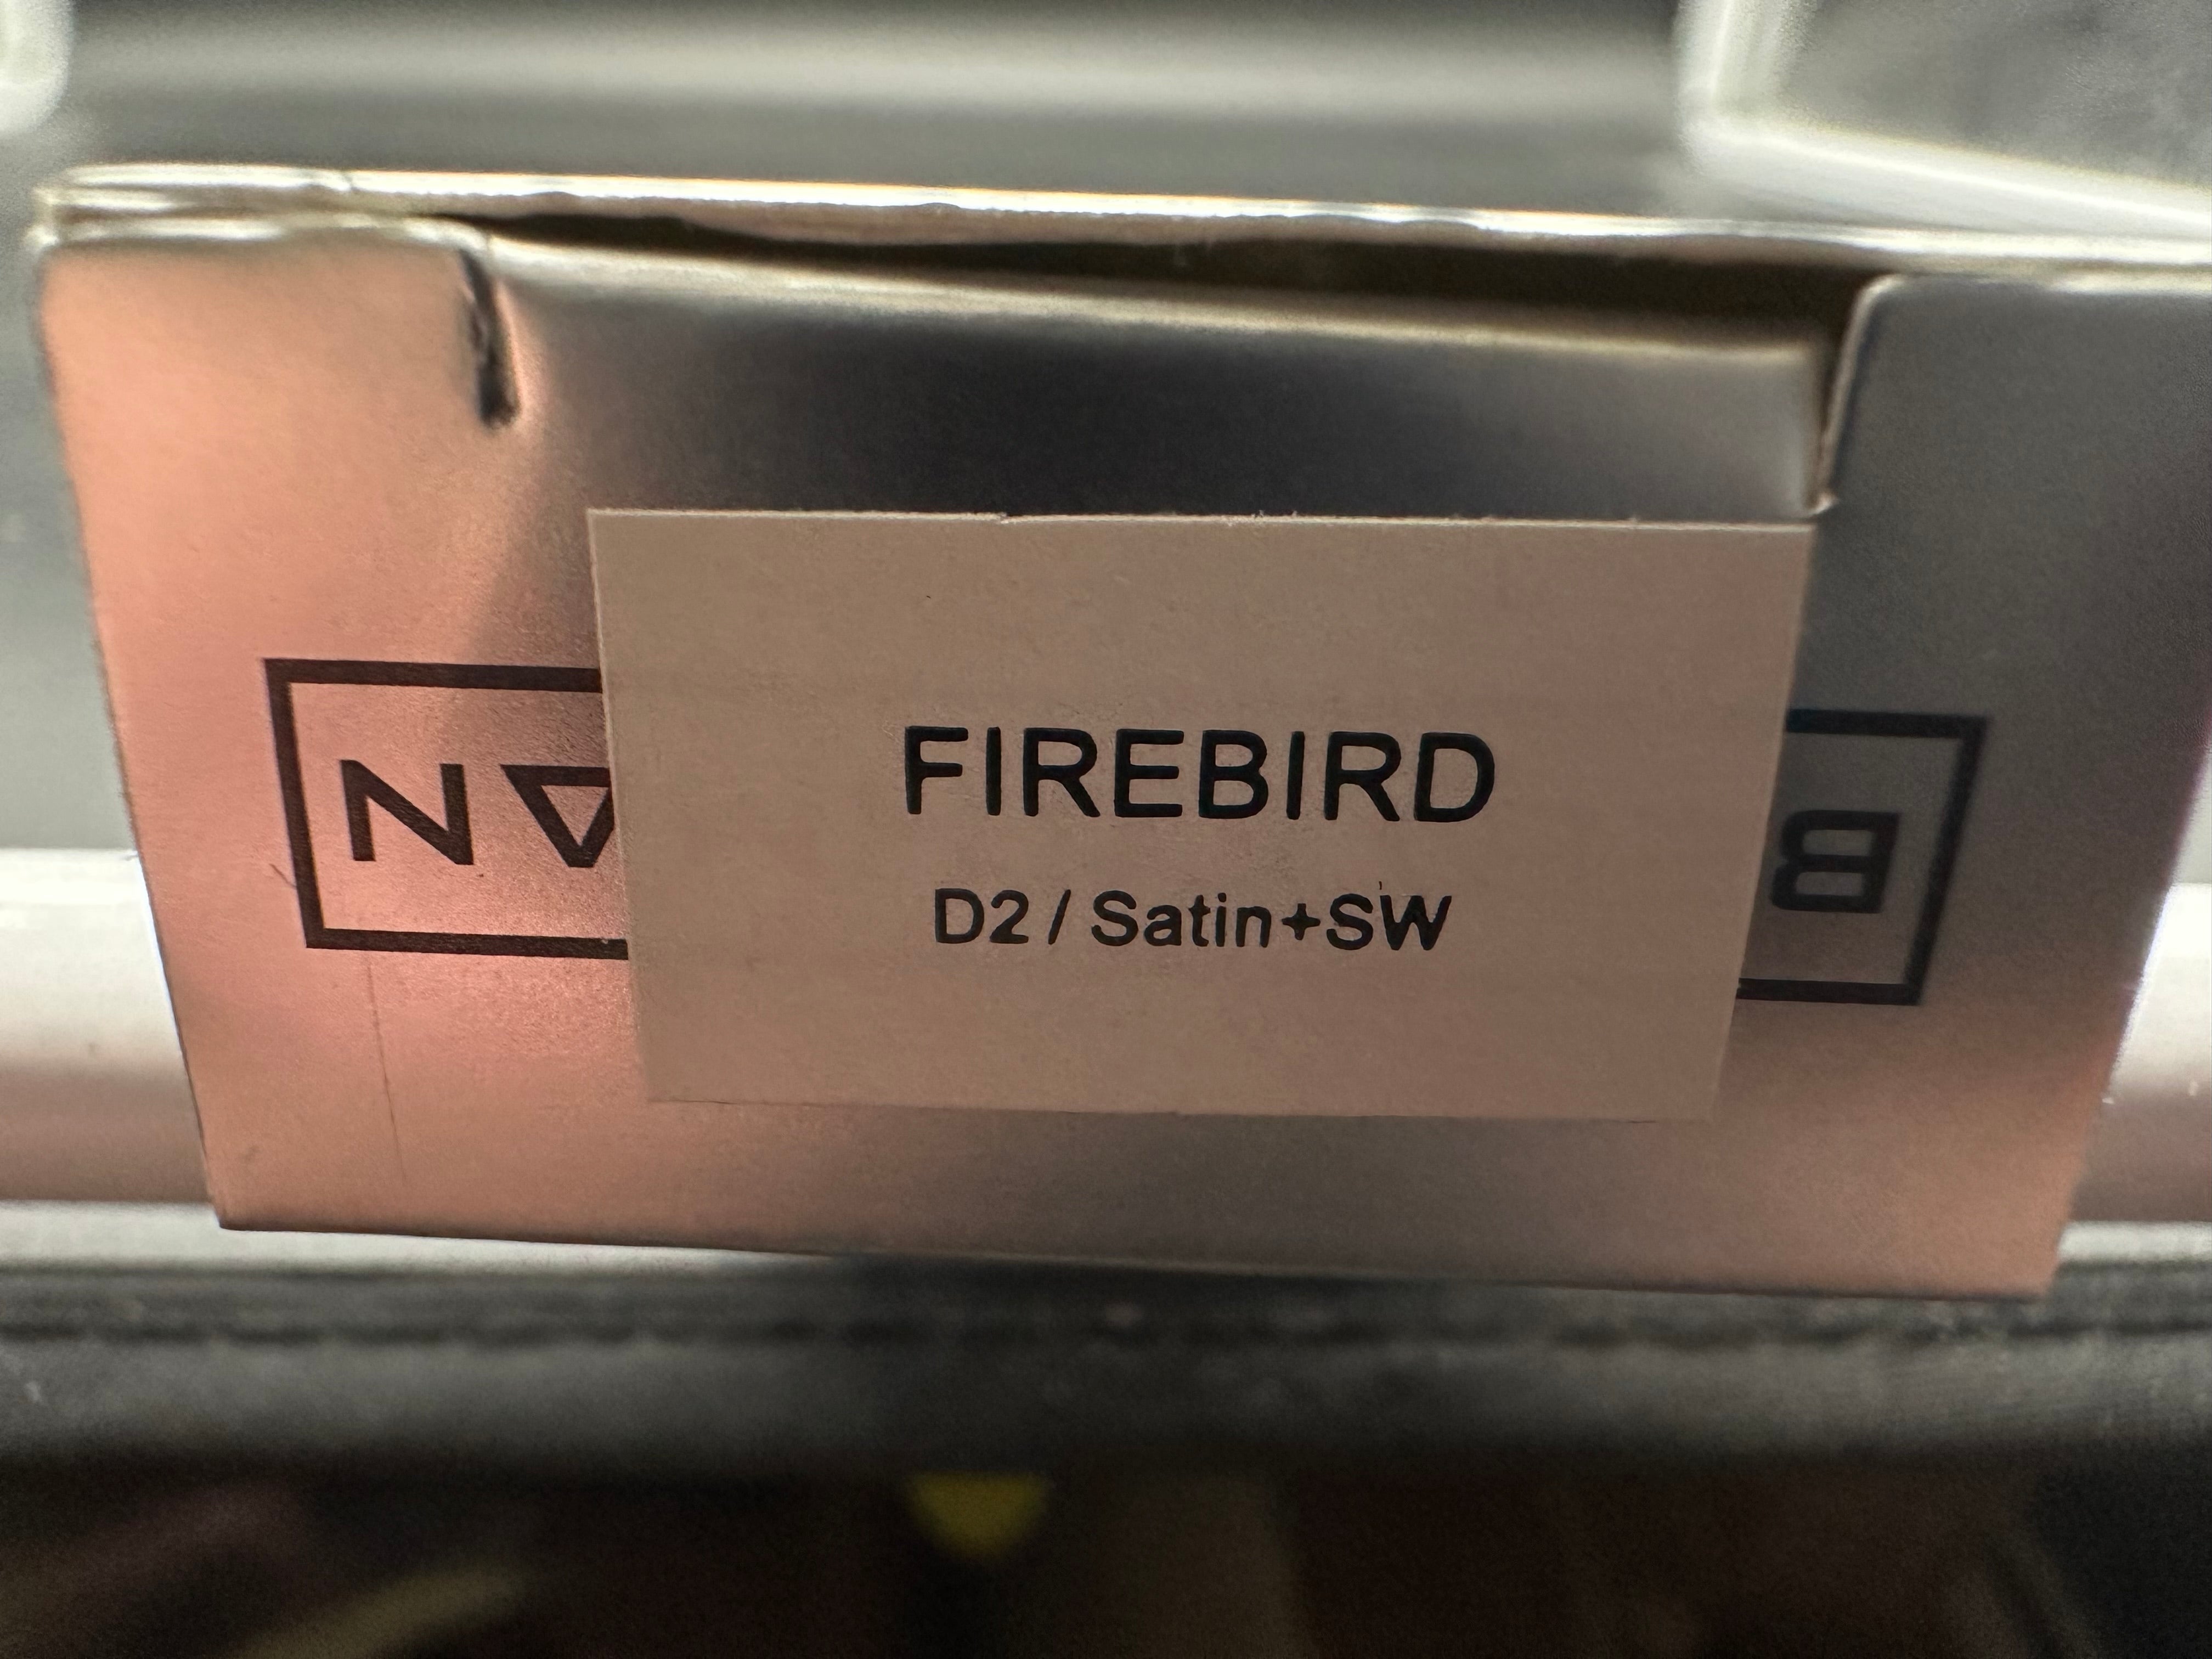 FIREBIRD
D2 / Satin+SW